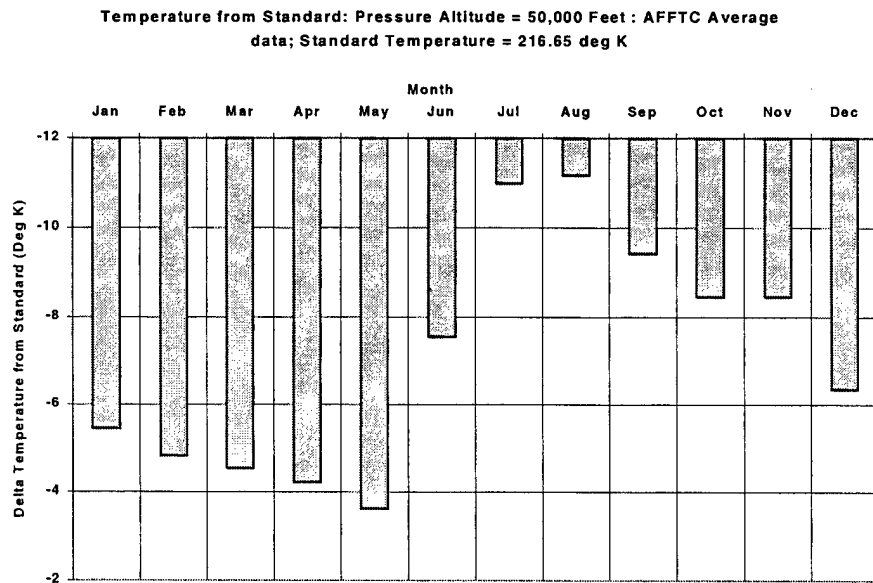 Temperature from Standard: Pressure Altitude = 50,000 Feet : AFFTC Average
data; Standard Temperature = 216.65 deg K
Month
Jan Feb Mar Apr May Jun Jul Aug Sep Oct Nov Dec
-12
-10
-8
-6
-4
-2
Delta Temperature from Standard (Deg K)